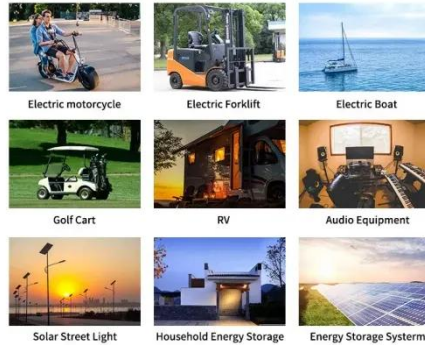 Electric motorcycle
Electric Forklift
Electric Boat
Golf Cart
RV
Audio Equipment
Solar Street Light
Household Energy Storage
Energy Storage Systerm